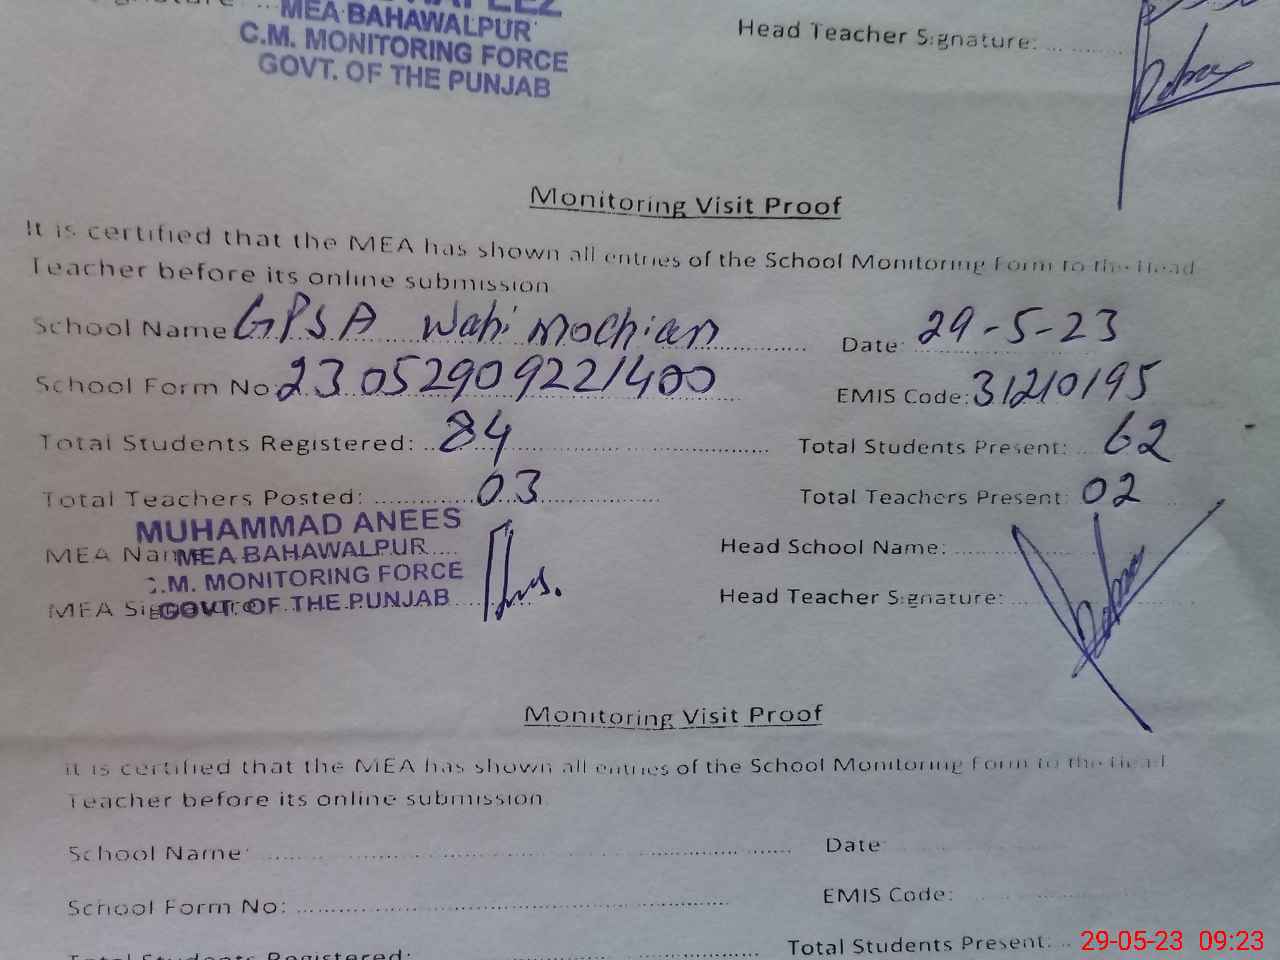 MEA BAHAWALPUR
C.M. MONITORING FORCE
GOVT. OF THE PUNJAB
Head Teacher Signature: ...
Monitoring Visit Proof
It is certified that the MEA has shown all entries of the School Monitoring Form to the Head
Teacher before its online submission
School Name GPSA Wahi Mochian Date: 29-5-23
School Form No: 23052909221400 EMIS Code: 31210195
Total Students Registered: 84 Total Students Present: 62
Total Teachers Posted: 03 Total Teachers Present: 02
MUHAMMAD ANEES
MEA Name MEA BAHAWALPUR Head School Name:
C.M. MONITORING FORCE
MEA Signature GOVT. OF THE PUNJAB Head Teacher Signature:
Monitoring Visit Proof
It is certified that the MEA has shown all entries of the School Monitoring Form to the Head
Teacher before its online submission
School Name: Date
School Form No: EMIS Code:
Total Students Registered: Total Students Present:
29-05-23 09:23